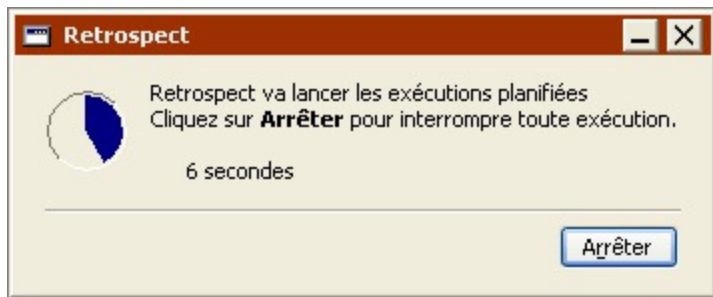 Retrospect
Retrospect va lancer les exécutions planifiées
Cliquez sur Arrêter pour interrompre toute exécution.
6 secondes
Arrêter